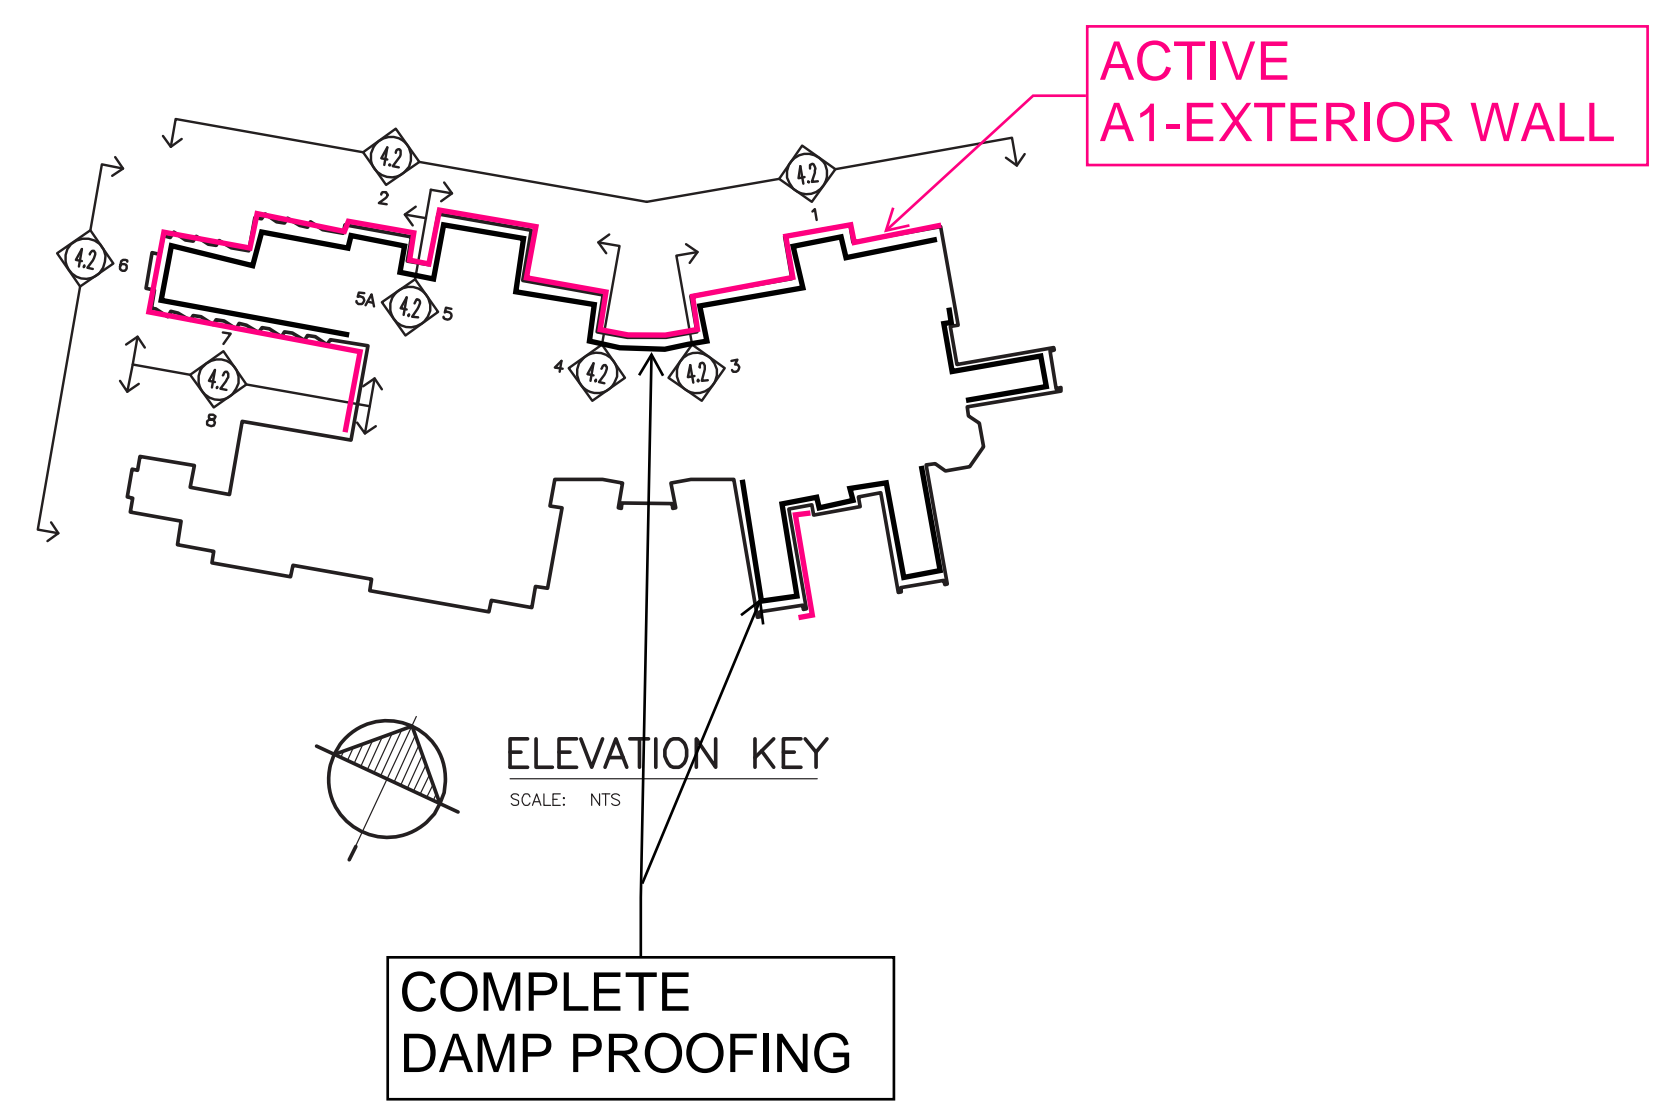 ACTIVE
A1-EXTERIOR WALL
4.2
2
4.2
1
4.2
6
5A
4.2
5
7
4.2
8
4
4.2
4.2
3
ELEVATION KEY
SCALE: NTS
COMPLETE
DAMP PROOFING